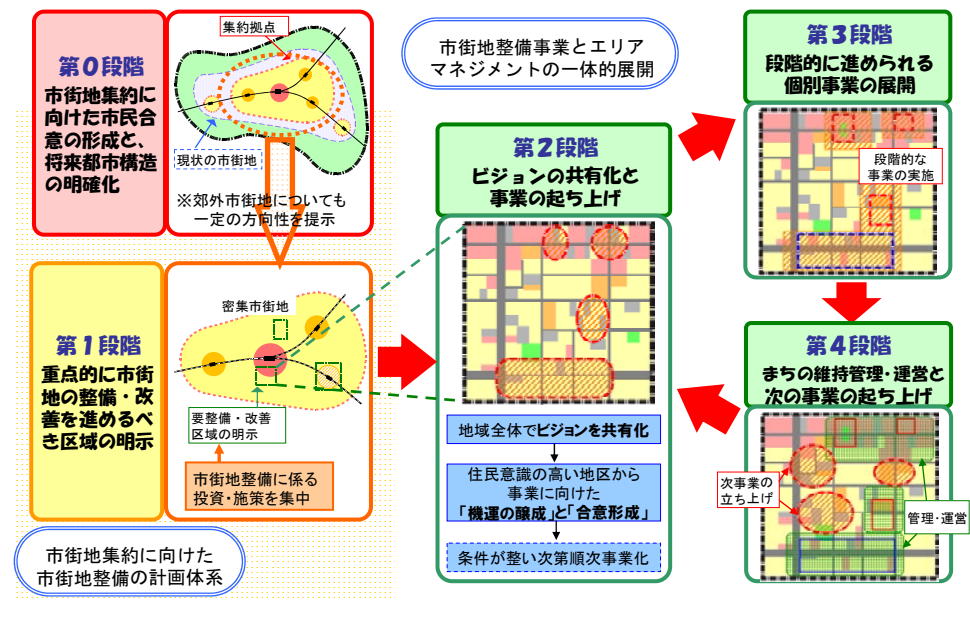 第0段階
市街地集約に
向けた市民合
意の形成と、
将来都市構造
の明確化
集約拠点
現状の市街地
※郊外市街地についても
一定の方向性を提示
第1段階
重点的に市街
地の整備・改
善を進めるべ
き区域の明示
密集市街地
要整備・改善
区域の明示
市街地整備に係る
投資・施策を集中
市街地集約に向けた
市街地整備の計画体系
市街地整備事業とエリア
マネジメントの一体的展開
第2段階
ビジョンの共有化と
事業の起ち上げ
地域全体でビジョンを共有化
住民意識の高い地区から
事業に向けた
「機運の醸成」と「合意形成」
条件が整い次第順次事業化
第3段階
段階的に進められる
個別事業の展開
段階的な
事業の実施
第4段階
まちの維持管理・運営と
次の事業の起ち上げ
次事業の
立ち上げ
管理・運営